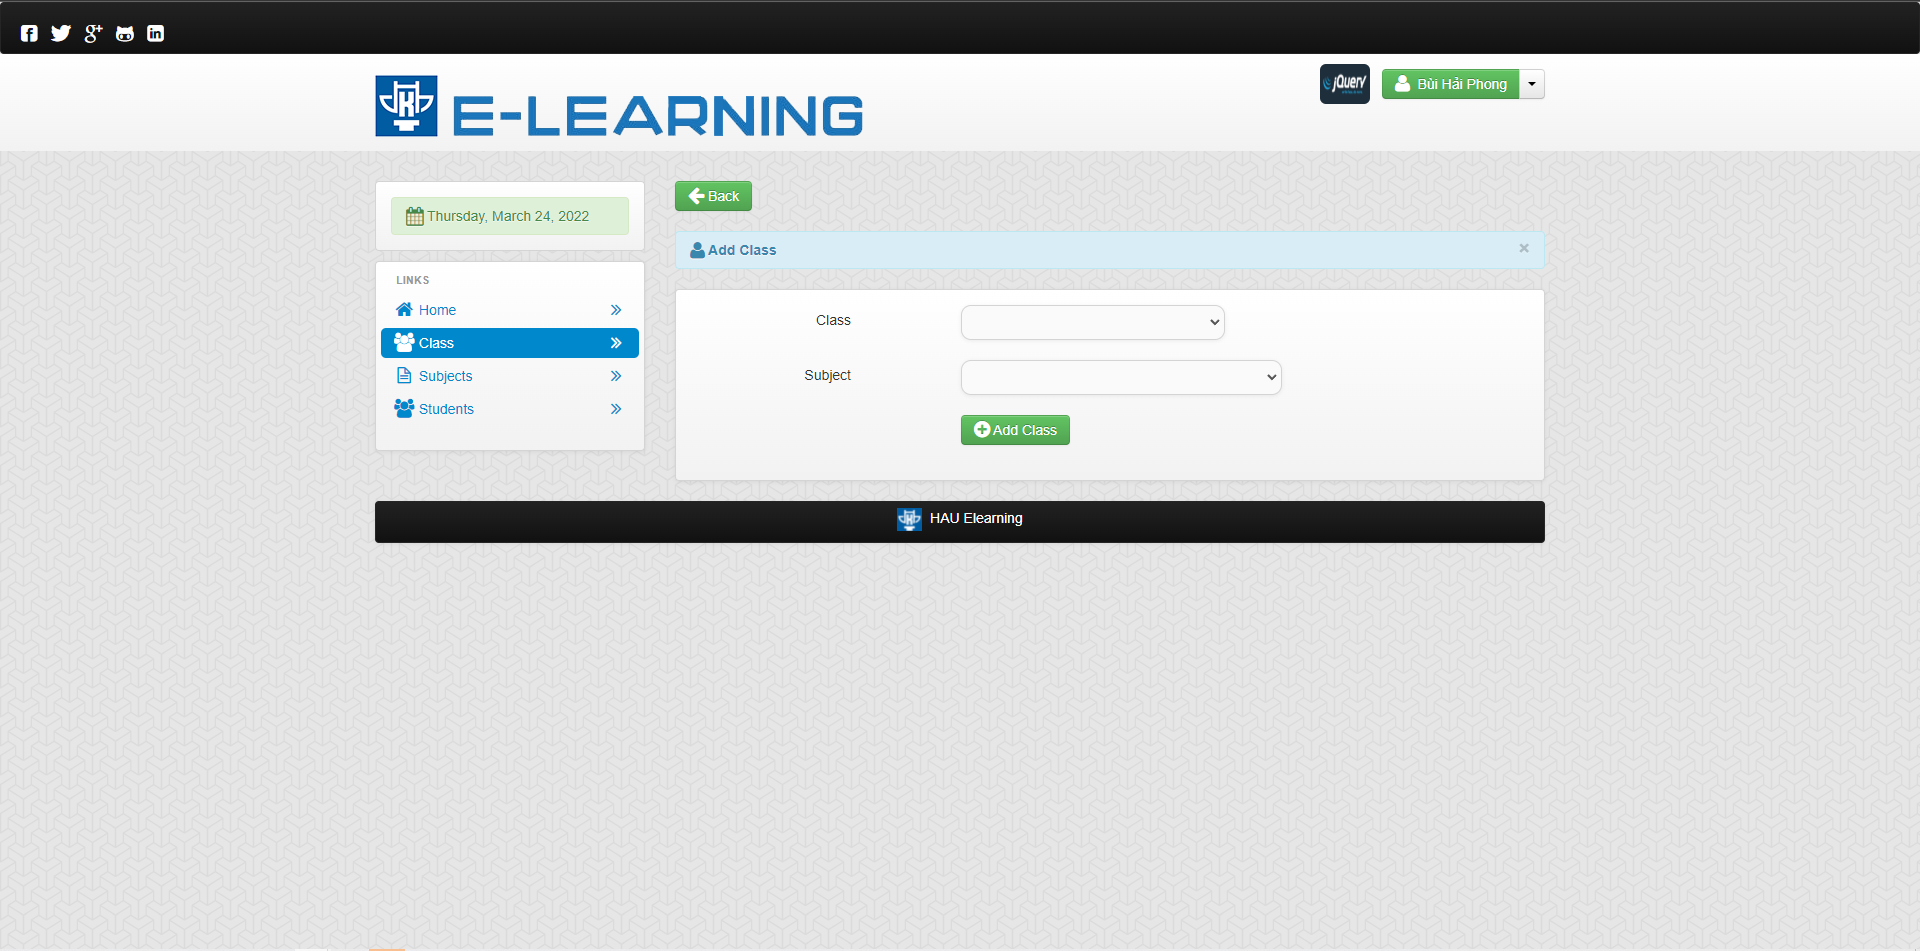 jQuery
Bùi Hải Phong
E-LEARNING
Thursday, March 24, 2022
LINKS
Home
Class
Subjects
Students
Back
Add Class
×
Class
Subject
Add Class
HAU Elearning